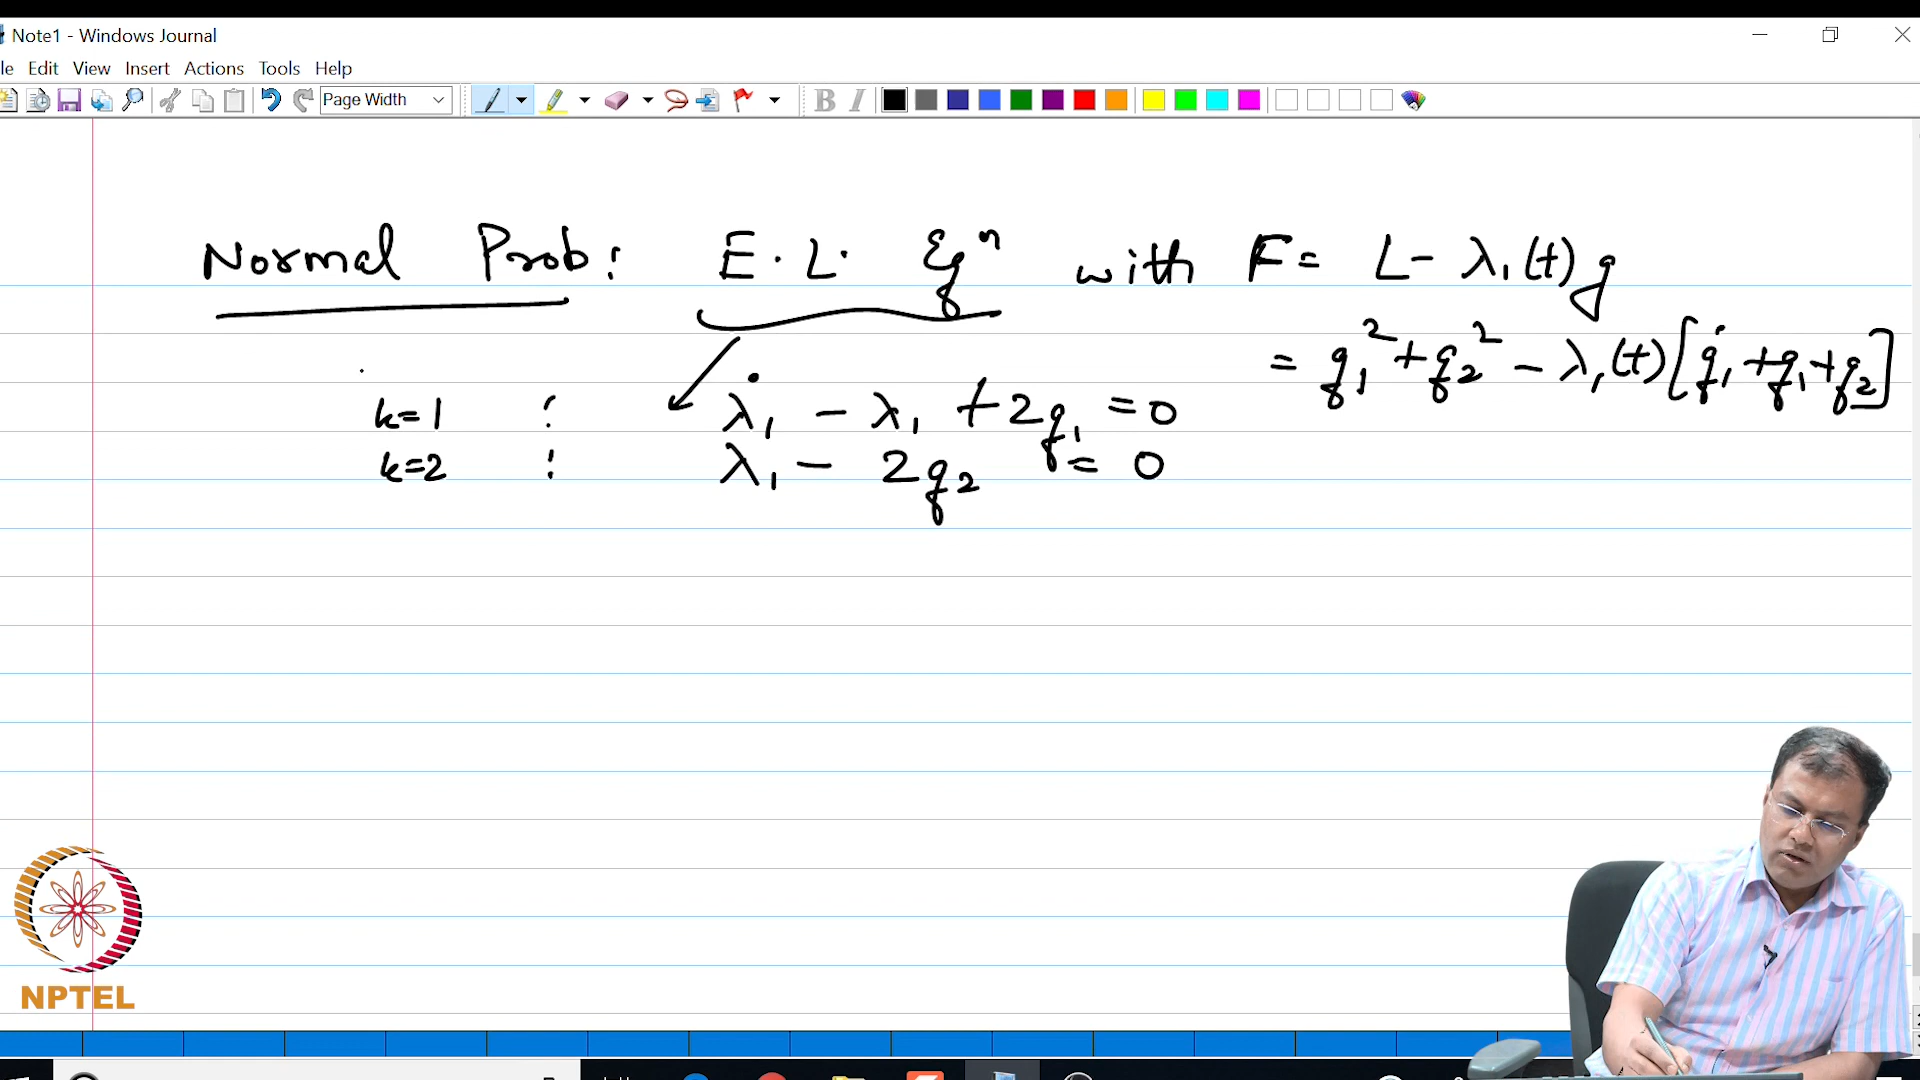 Note1 - Windows Journal
le Edit View Insert Actions Tools Help
Page Width B I
Normal Prob: E.L. Eqⁿ with F = L - λ₁(t) g
= q₁² + q₂² - λ₁(t)[q̇₁ + q₁ + q₂]
k=1 : λ̇₁ - λ₁ + 2q₁ = 0
k=2 : λ₁ - 2q₂ = 0
NPTEL